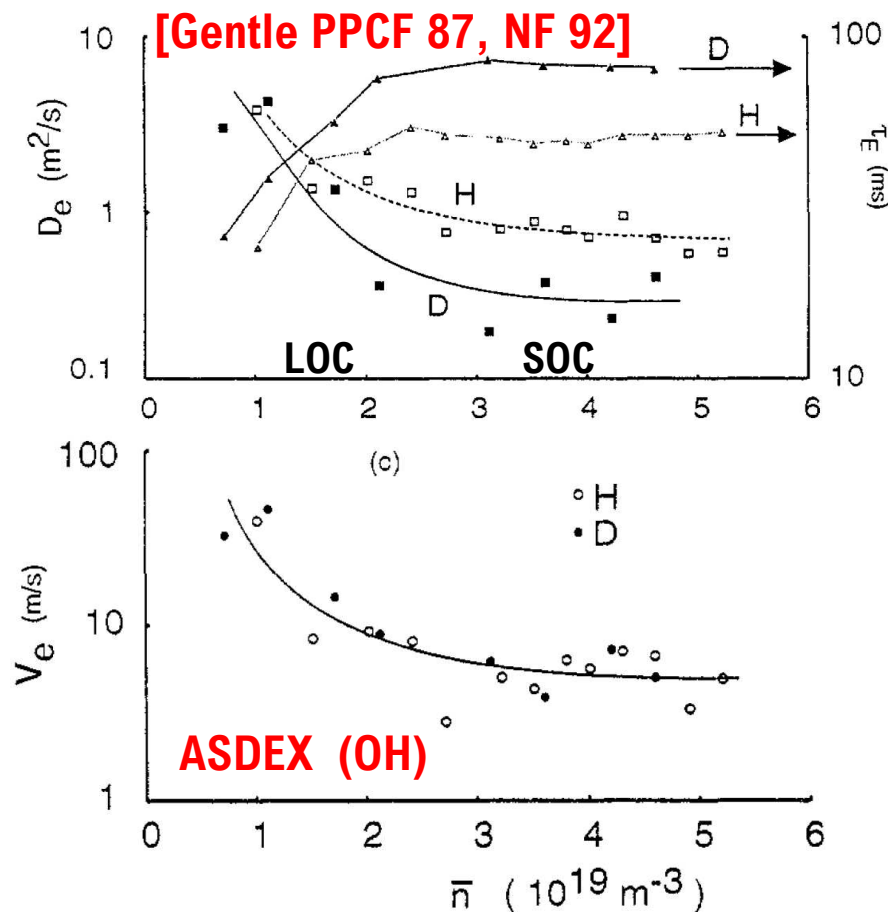 [Gentle PPCF 87, NF 92]
10
100
D
H
Dₑ (m²/s)
τ_E (ms)
1
H
D
LOC SOC
0.1
10
0 1 2 3 4 5 6
100
(c)
H
D
Vₑ (m/s)
10
ASDEX (OH)
1
0 1 2 3 4 5 6
n̄ (10¹⁹ m⁻³)